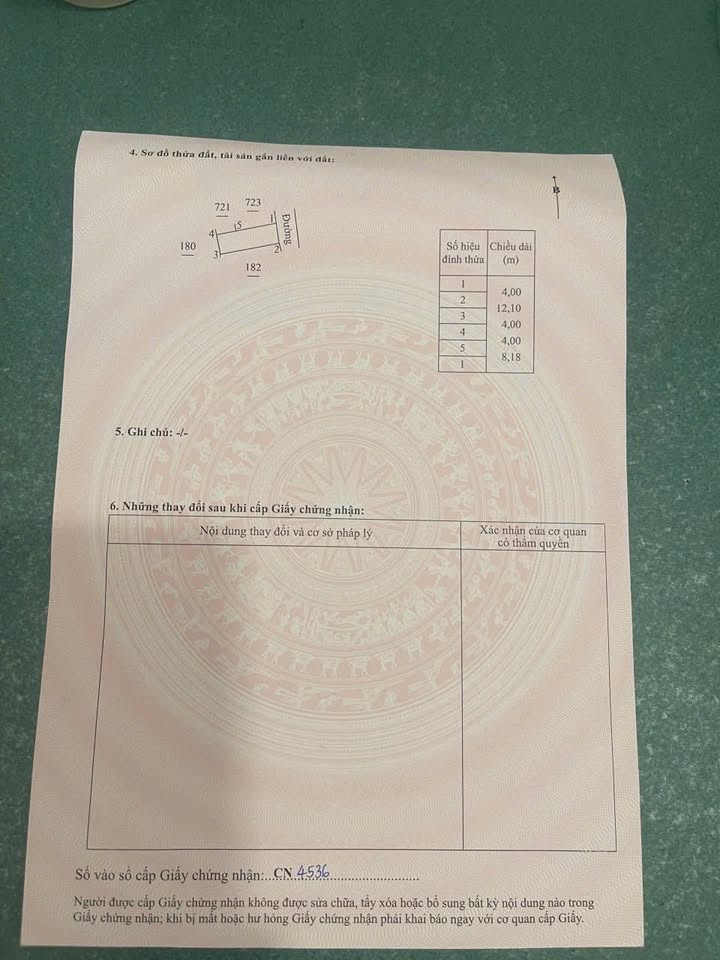 4. Sơ đồ thửa đất, tài sản gắn liền với đất:
B
721 723
5 1
Đường
4
180
3 2
182
Số hiệu đỉnh thửa Chiều dài (m)
1
4,00
2
12,10
3
4,00
4
4,00
5
8,18
1
5. Ghi chú: -/-
6. Những thay đổi sau khi cấp Giấy chứng nhận:
Nội dung thay đổi và cơ sở pháp lý Xác nhận của cơ quan
có thẩm quyền
Số vào sổ cấp Giấy chứng nhận:...CN 4536......................
Người được cấp Giấy chứng nhận không được sửa chữa, tẩy xóa hoặc bổ sung bất kỳ nội dung nào trong
Giấy chứng nhận; khi bị mất hoặc hư hỏng Giấy chứng nhận phải khai báo ngay với cơ quan cấp Giấy.